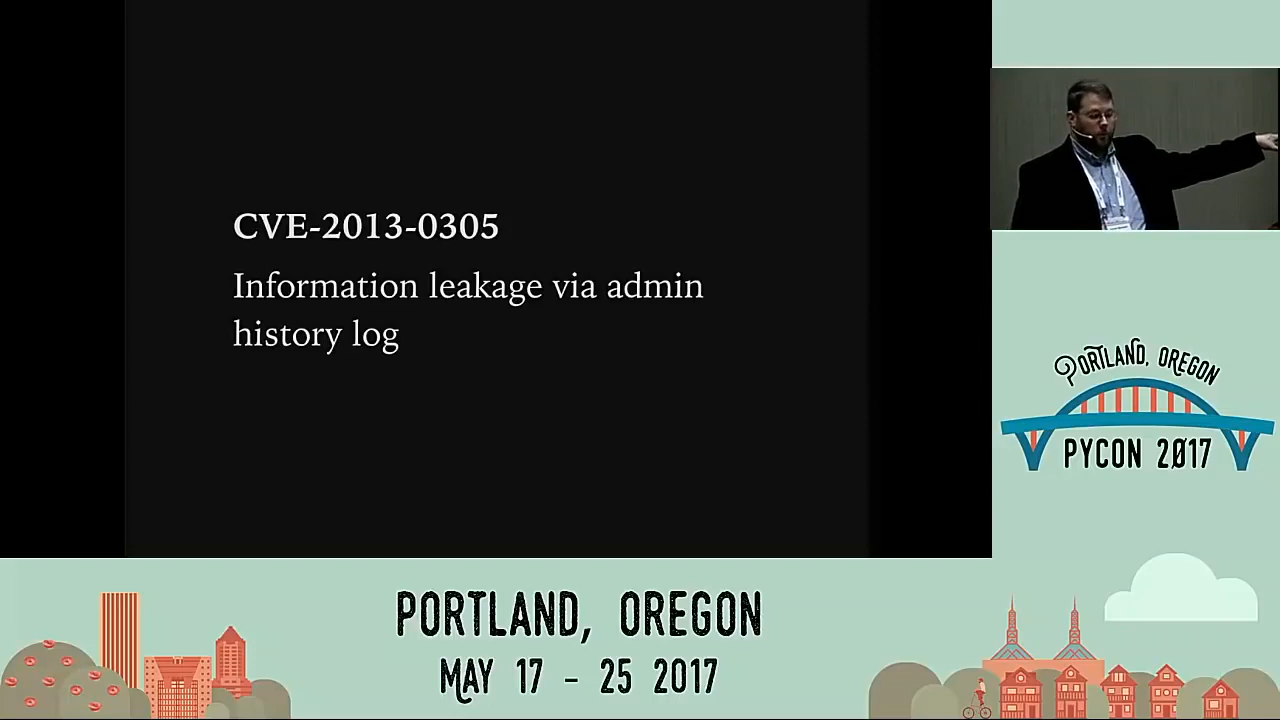 CVE-2013-0305
Information leakage via admin
history log
PORTLAND, OREGON
PYCON 2017
PORTLAND, OREGON
MAY 17 - 25 2017